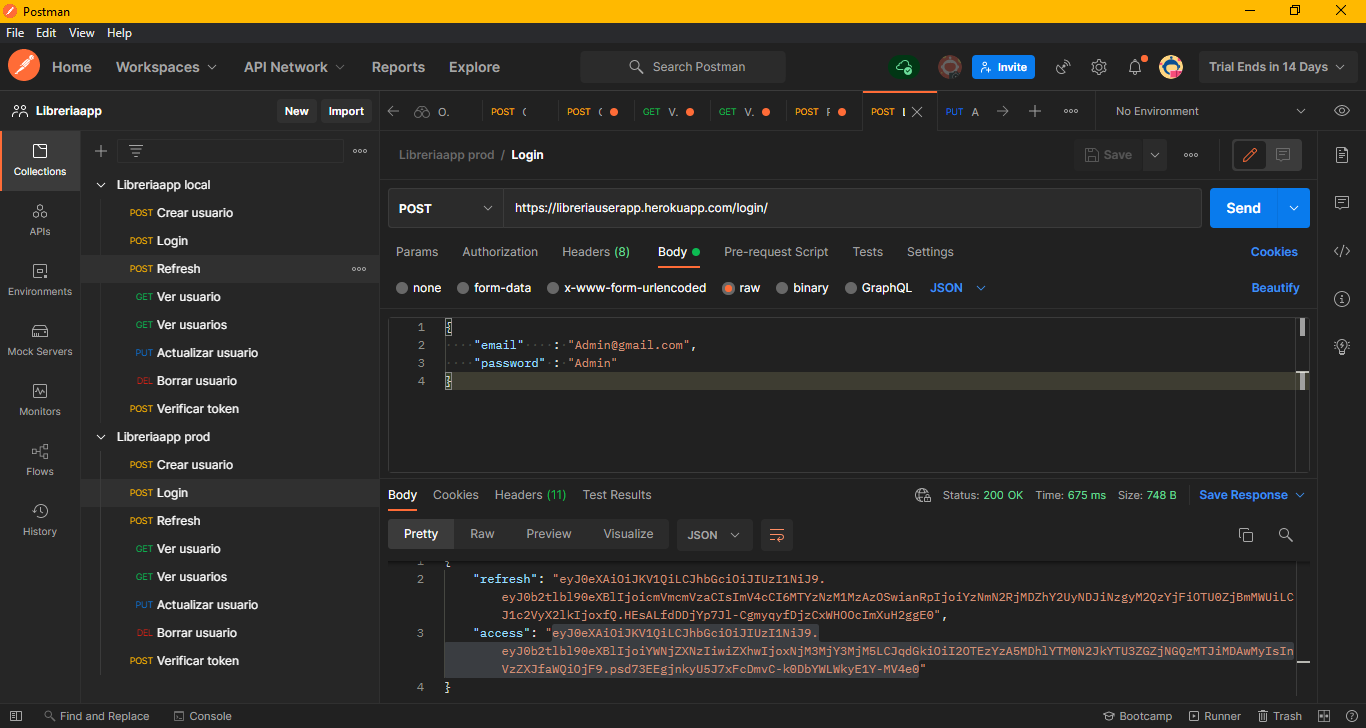 Postman
File Edit View Help
Home Workspaces API Network Reports Explore Search Postman Invite Trial Ends in 14 Days
Libreriaapp New Import
O. POST ( POST ( GET V. GET V. POST F POST L PUT A No Environment
Libreriaapp prod / Login Save
Collections
APIs
Environments
Mock Servers
Monitors
Flows
History
Libreriaapp local
POST Crear usuario
POST Login
POST Refresh
GET Ver usuario
GET Ver usuarios
PUT Actualizar usuario
DEL Borrar usuario
POST Verificar token
Libreriaapp prod
POST Crear usuario
POST Login
POST Refresh
GET Ver usuario
GET Ver usuarios
PUT Actualizar usuario
DEL Borrar usuario
POST Verificar token
POST https://libreriauserapp.herokuapp.com/login/ Send
Params Authorization Headers (8) Body Pre-request Script Tests Settings Cookies
none form-data x-www-form-urlencoded raw binary GraphQL JSON Beautify
1 {
2 "email" : "Admin@gmail.com",
3 "password" : "Admin"
4 }
Body Cookies Headers (11) Test Results Status: 200 OK Time: 675 ms Size: 748 B Save Response
Pretty Raw Preview Visualize JSON
1 {
2 "refresh": "eyJ0eXAiOiJKV1QiLCJhbGciOiJIUzI1NiJ9.
3 "access": "eyJ0eXAiOiJKV1QiLCJhbGciOiJIUzI1NiJ9.
4 }
Find and Replace Console Bootcamp Runner Trash